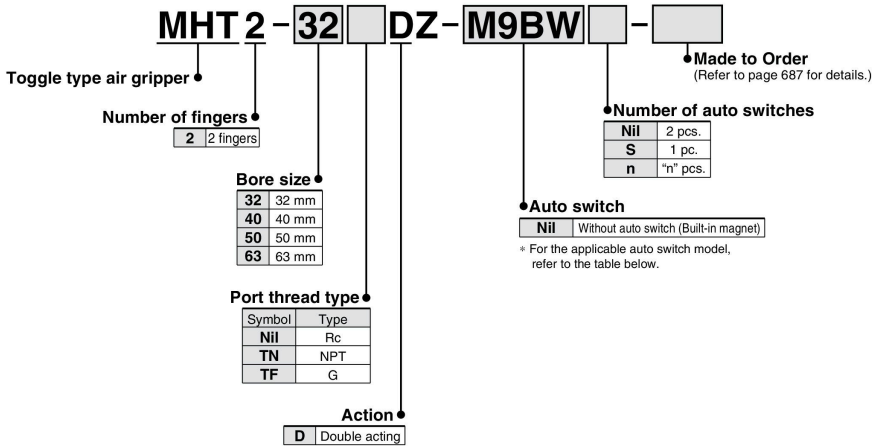 MHT 2 - 32 DZ - M9BW -
Made to Order
(Refer to page 687 for details.)
Toggle type air gripper
Number of fingers
2 2 fingers
Number of auto switches
Nil 2 pcs.
S 1 pc.
n "n" pcs.
Bore size
32 32 mm
40 40 mm
50 50 mm
63 63 mm
Auto switch
Nil Without auto switch (Built-in magnet)
* For the applicable auto switch model,
refer to the table below.
Port thread type
Symbol Type
Nil Rc
TN NPT
TF G
Action
D Double acting